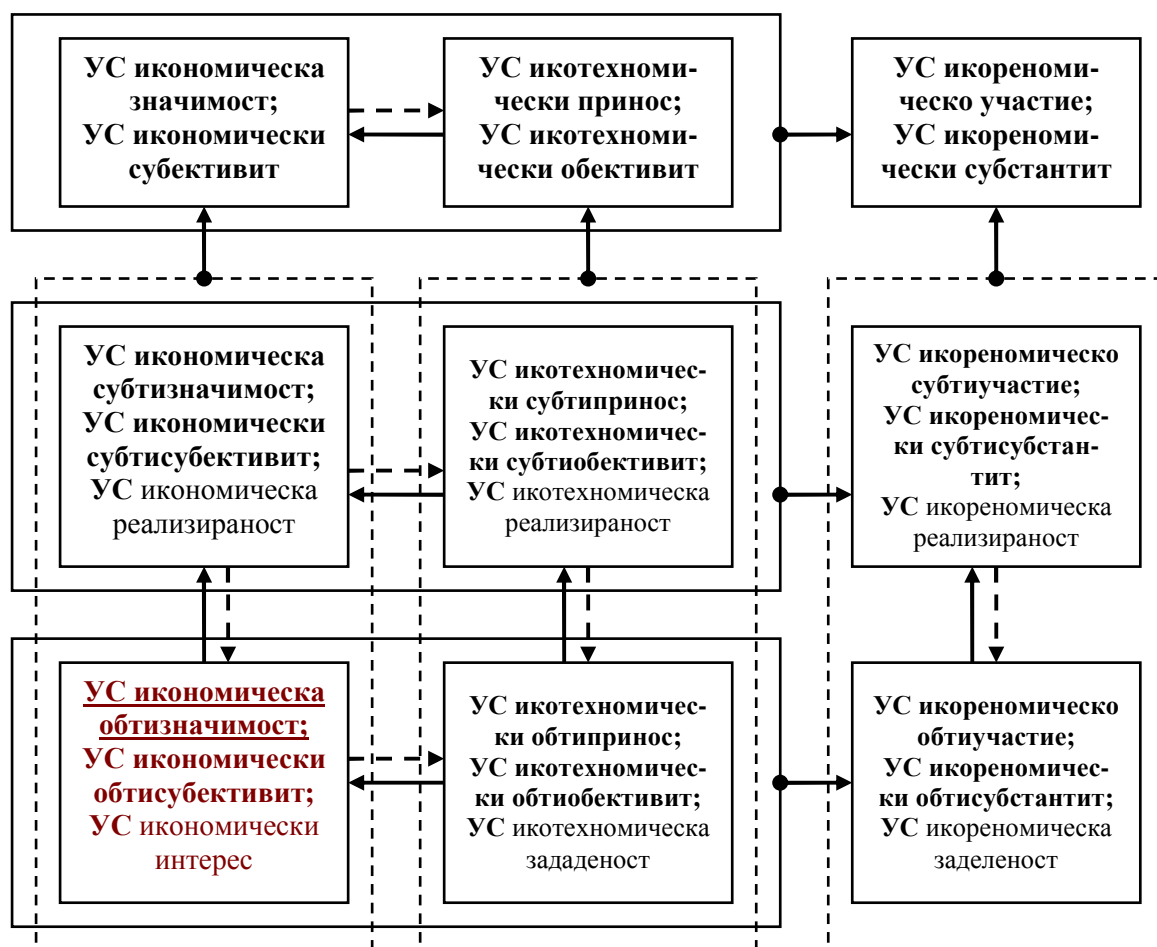 УС икономическа
значимост;
УС икономически
субективит
УС икотехноми-
чески принос;
УС икотехноми-
чески обективит
УС икореноми-
ческо участие;
УС икореноми-
чески субстантит
УС икономическа
субтизначимост;
УС икономически
субтисубективит;
УС икономическа
реализираност
УС икотехномичес-
ки субтипринос;
УС икотехномичес-
ки субтиобективит;
УС икотехномическа
реализираност
УС икореномическо
субтиучастие;
УС икореномичес-
ки субтисубстан-
тит;
УС икореномическа
реализираност
УС икономическа
обтизначимост;
УС икономически
обтисубективит;
УС икономически
интерес
УС икотехномичес-
ки обтипринос;
УС икотехномичес-
ки обтиобективит;
УС икотехномическа
зададеност
УС икореномическо
обтиучастие;
УС икореномичес-
ки обтисубстантит;
УС икореномическа
заделеност